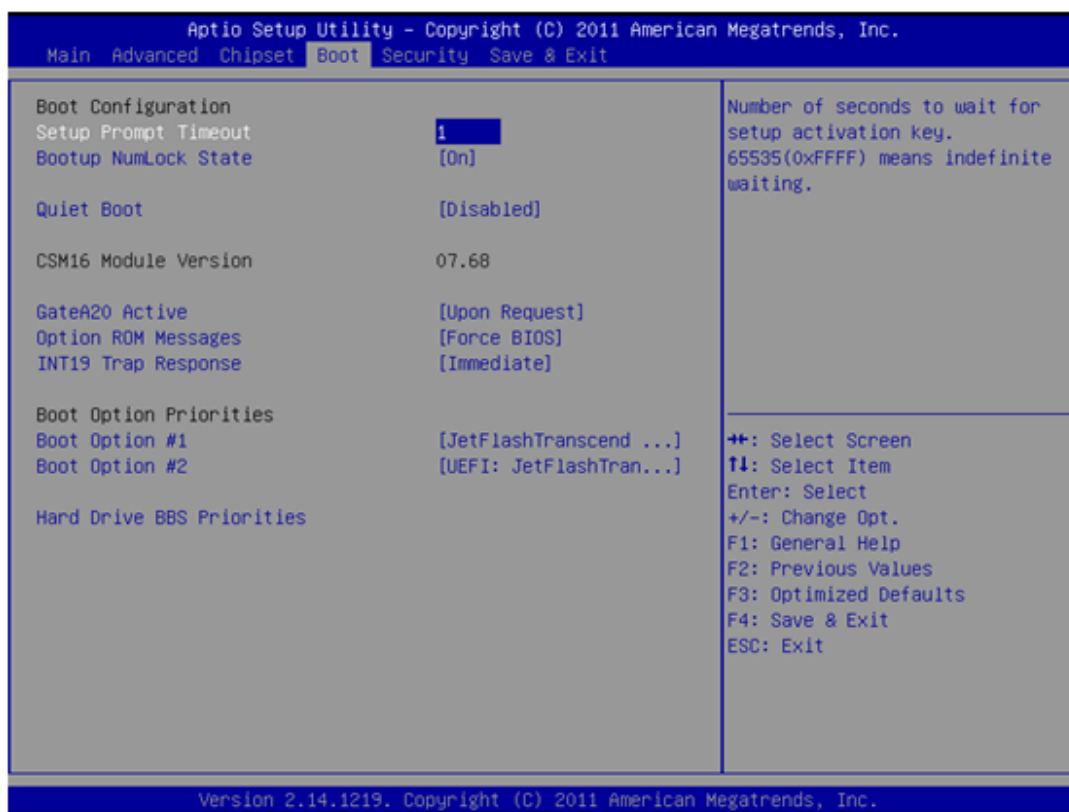 Aptio Setup Utility – Copyright (C) 2011 American Megatrends, Inc.
Main Advanced Chipset Boot Security Save & Exit
Boot Configuration
Setup Prompt Timeout 1
Bootup NumLock State [On]
Quiet Boot [Disabled]
CSM16 Module Version 07.68
GateA20 Active [Upon Request]
Option ROM Messages [Force BIOS]
INT19 Trap Response [Immediate]
Boot Option Priorities
Boot Option #1 [JetFlashTranscend ...]
Boot Option #2 [UEFI: JetFlashTran...]
Hard Drive BBS Priorities
Number of seconds to wait for
setup activation key.
65535(0xFFFF) means indefinite
waiting.
→←: Select Screen
↑↓: Select Item
Enter: Select
+/-: Change Opt.
F1: General Help
F2: Previous Values
F3: Optimized Defaults
F4: Save & Exit
ESC: Exit
Version 2.14.1219. Copyright (C) 2011 American Megatrends, Inc.